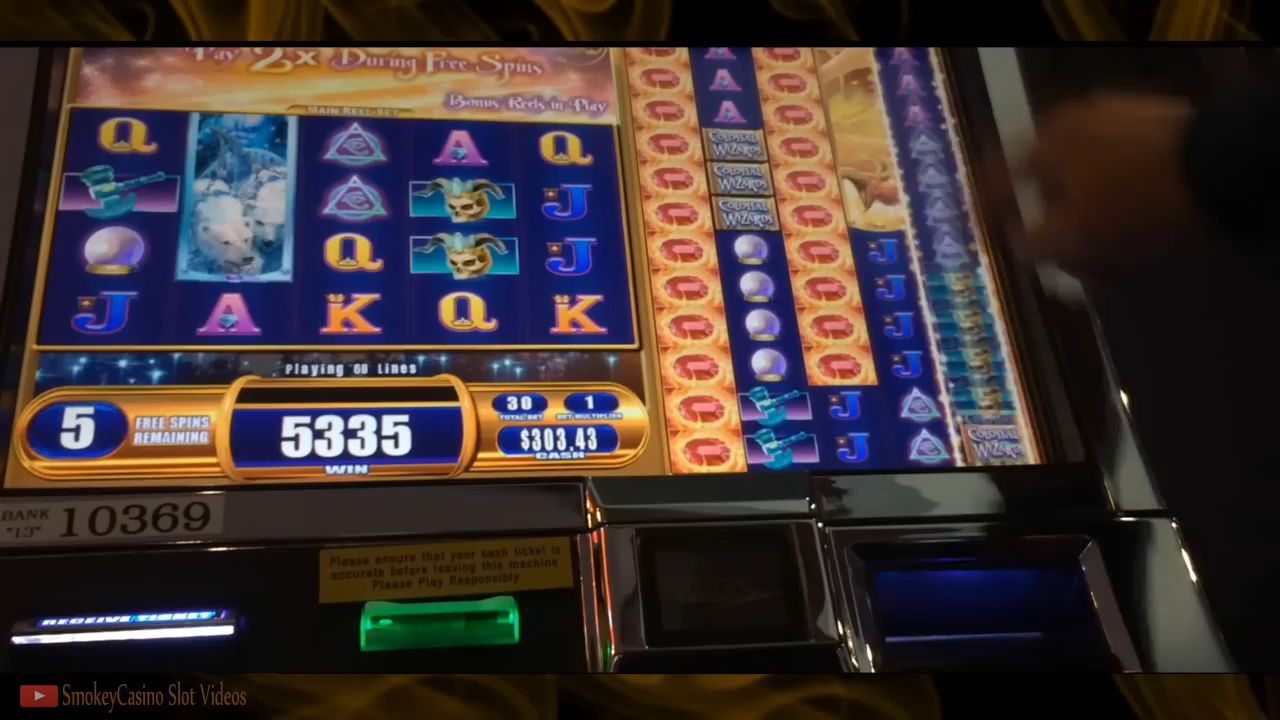 Pay 2x During Free Spins
Bonus Reels in Play
MAIN REEL SET
Q
A
Q
J
Q
J
J
A
K
Q
K
A
A
A
COLOSSAL WIZARDS
COLOSSAL WIZARDS
COLOSSAL WIZARDS
J
J
J
J
J
J
COLOSSAL WIZARDS
Playing 60 Lines
5 FREE SPINS REMAINING
5335
WIN
30 1
TOTAL BET BET MULTIPLIER
$303.43
CASH
BANK "13" 10369
Please ensure that your cash ticket is
accurate before leaving this machine
Please Play Responsibly
RECEIVE TICKET
SmokeyCasino Slot Videos